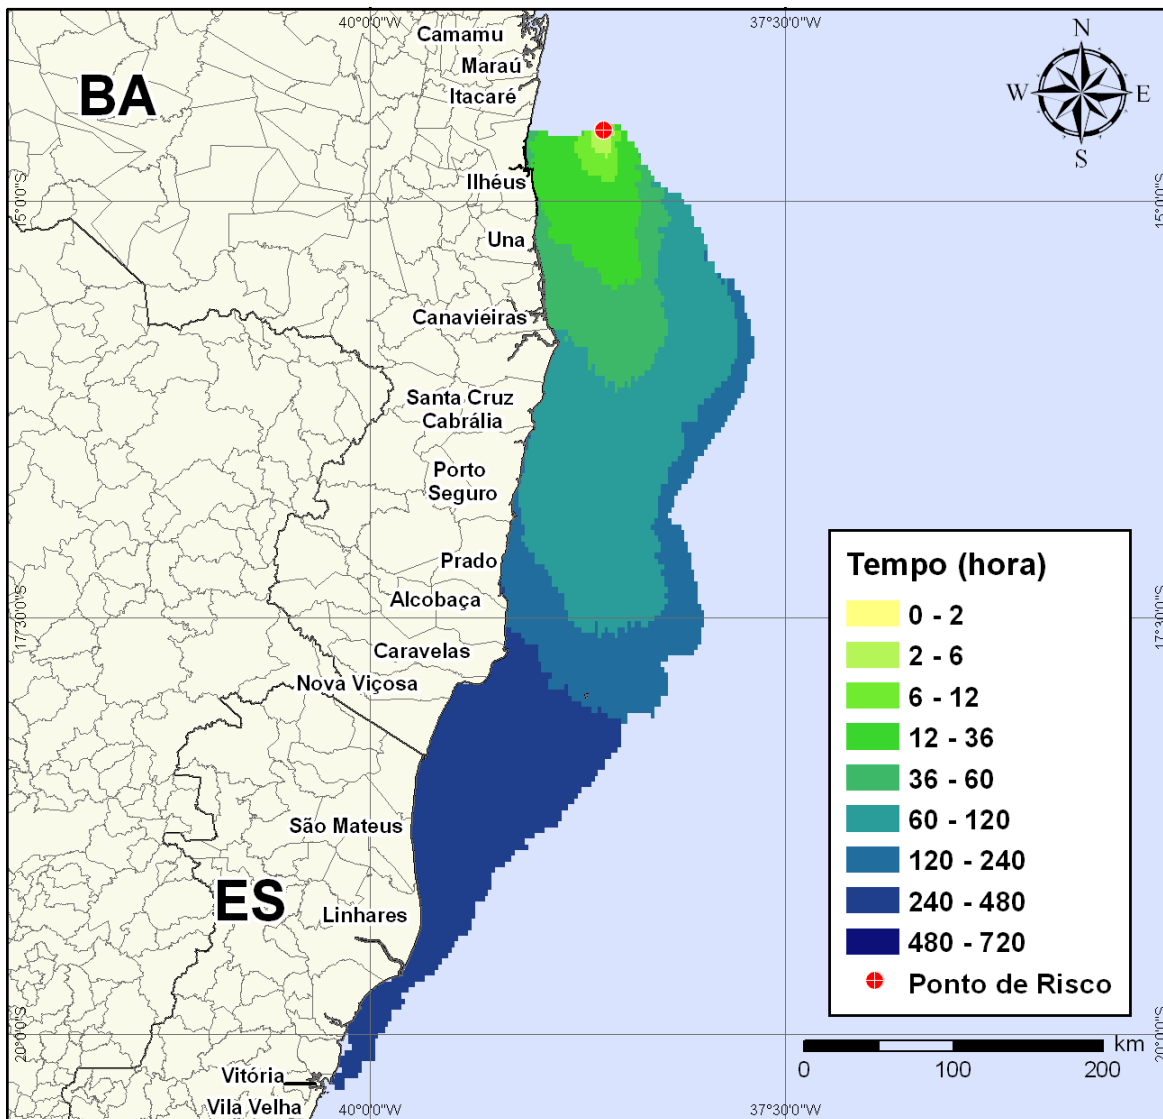 40°0'0"W
37°30'0"W
Camamu
N
BA
Maraú
W
E
Itacaré
S
Ilhéus
15°0'0"S
15°0'0"S
Una
Canavieiras
Santa Cruz
Cabrália
Porto
Seguro
Prado
Alcobaça
17°30'0"S
17°30'0"S
Caravelas
Nova Viçosa
São Mateus
ES
Linhares
20°0'0"S
20°0'0"S
Vitória
Vila Velha
40°0'0"W
37°30'0"W
Tempo (hora)
0 - 2
2 - 6
6 - 12
12 - 36
36 - 60
60 - 120
120 - 240
240 - 480
480 - 720
Ponto de Risco
km
0 100 200